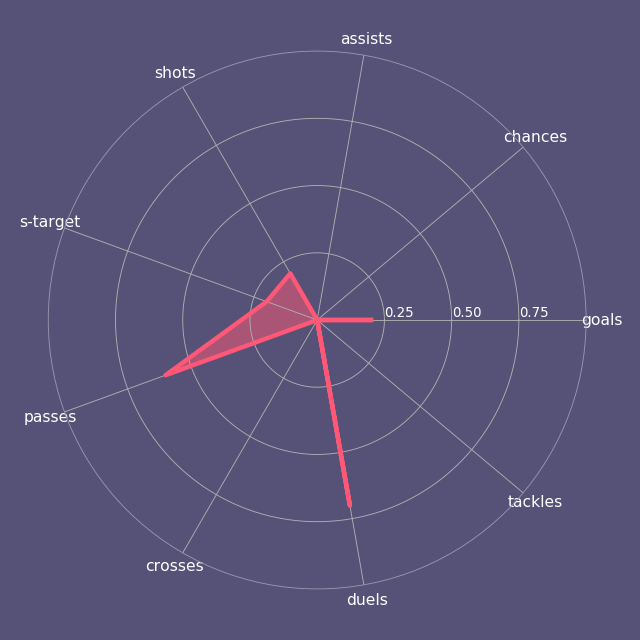 assists
shots
chances
s-target
0.25 0.50 0.75
goals
passes
tackles
crosses
duels